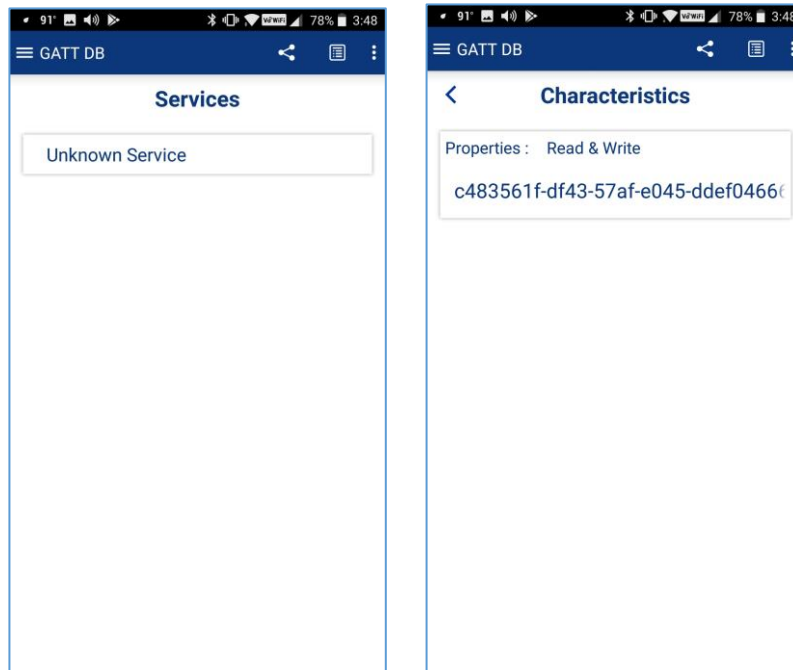 91° 78% 3:48
GATT DB
Services
Unknown Service
91° 78% 3:48
GATT DB
Characteristics
Properties : Read & Write
c483561f-df43-57af-e045-ddef0466